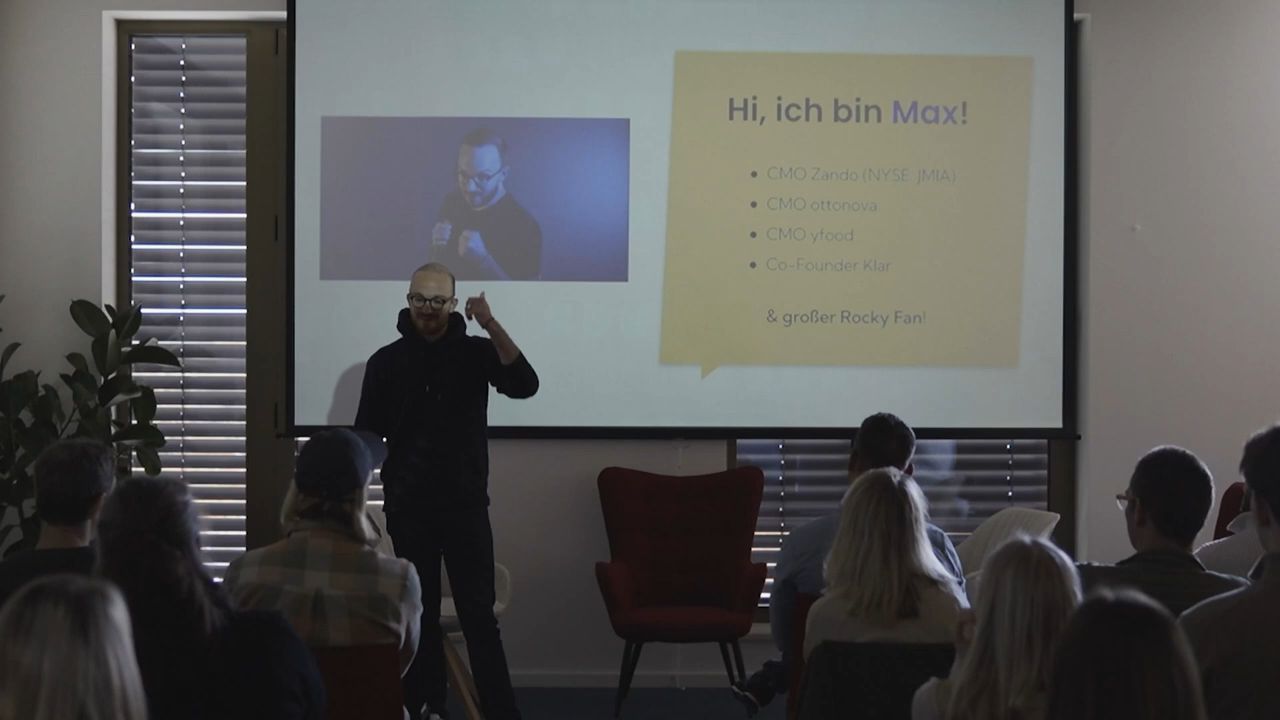 Hi, ich bin Max!
CMO Zando (NYSE JMIA)
CMO ottonova
CMO yfood
Co-Founder Klar
& großer Rocky Fan!